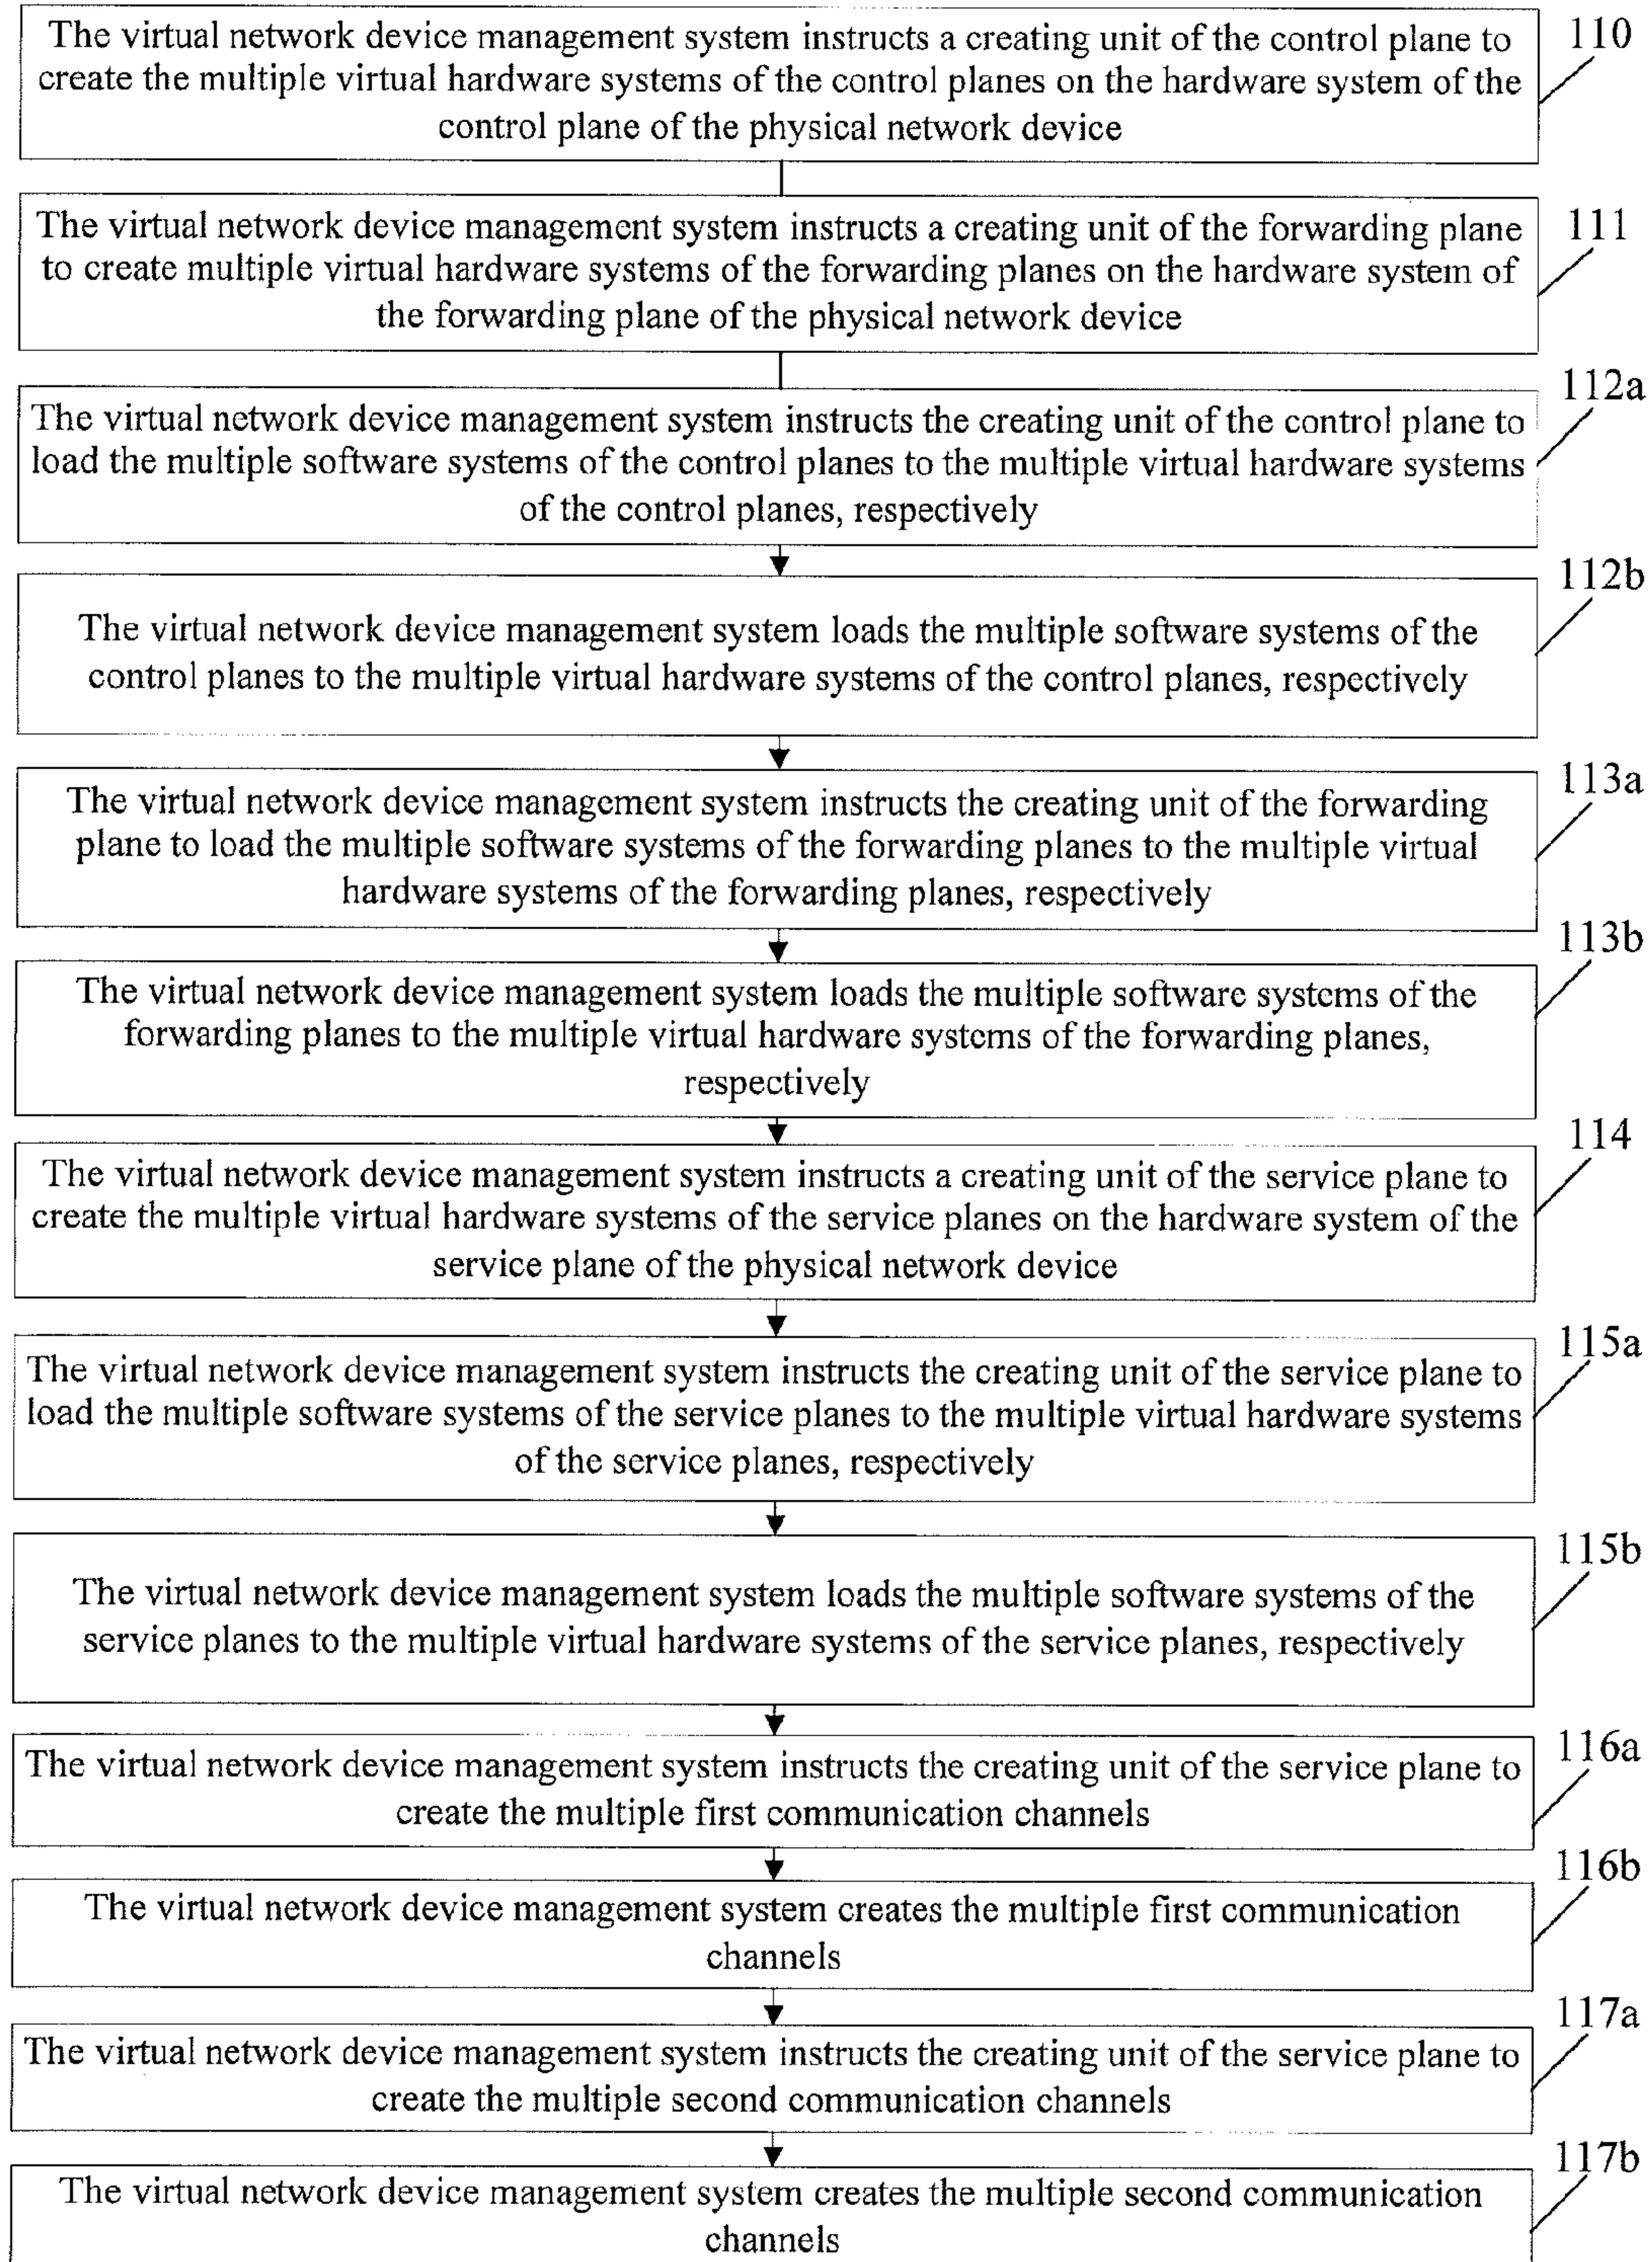 The virtual network device management system instructs a creating unit of the control plane to
create the multiple virtual hardware systems of the control planes on the hardware system of the
control plane of the physical network device
110
The virtual network device management system instructs a creating unit of the forwarding plane
to create multiple virtual hardware systems of the forwarding planes on the hardware system of
the forwarding plane of the physical network device
111
The virtual network device management system instructs the creating unit of the control plane to
load the multiple software systems of the control planes to the multiple virtual hardware systems
of the control planes, respectively
112a
The virtual network device management system loads the multiple software systems of the
control planes to the multiple virtual hardware systems of the control planes, respectively
112b
The virtual network device management system instructs the creating unit of the forwarding
plane to load the multiple software systems of the forwarding planes to the multiple virtual
hardware systems of the forwarding planes, respectively
113a
The virtual network device management system loads the multiple software systems of the
forwarding planes to the multiple virtual hardware systems of the forwarding planes,
respectively
113b
The virtual network device management system instructs a creating unit of the service plane to
create the multiple virtual hardware systems of the service planes on the hardware system of the
service plane of the physical network device
114
The virtual network device management system instructs the creating unit of the service plane to
load the multiple software systems of the service planes to the multiple virtual hardware systems
of the service planes, respectively
115a
The virtual network device management system loads the multiple software systems of the
service planes to the multiple virtual hardware systems of the service planes, respectively
115b
The virtual network device management system instructs the creating unit of the service plane to
create the multiple first communication channels
116a
The virtual network device management system creates the multiple first communication
channels
116b
The virtual network device management system instructs the creating unit of the service plane to
create the multiple second communication channels
117a
The virtual network device management system creates the multiple second communication
channels
117b